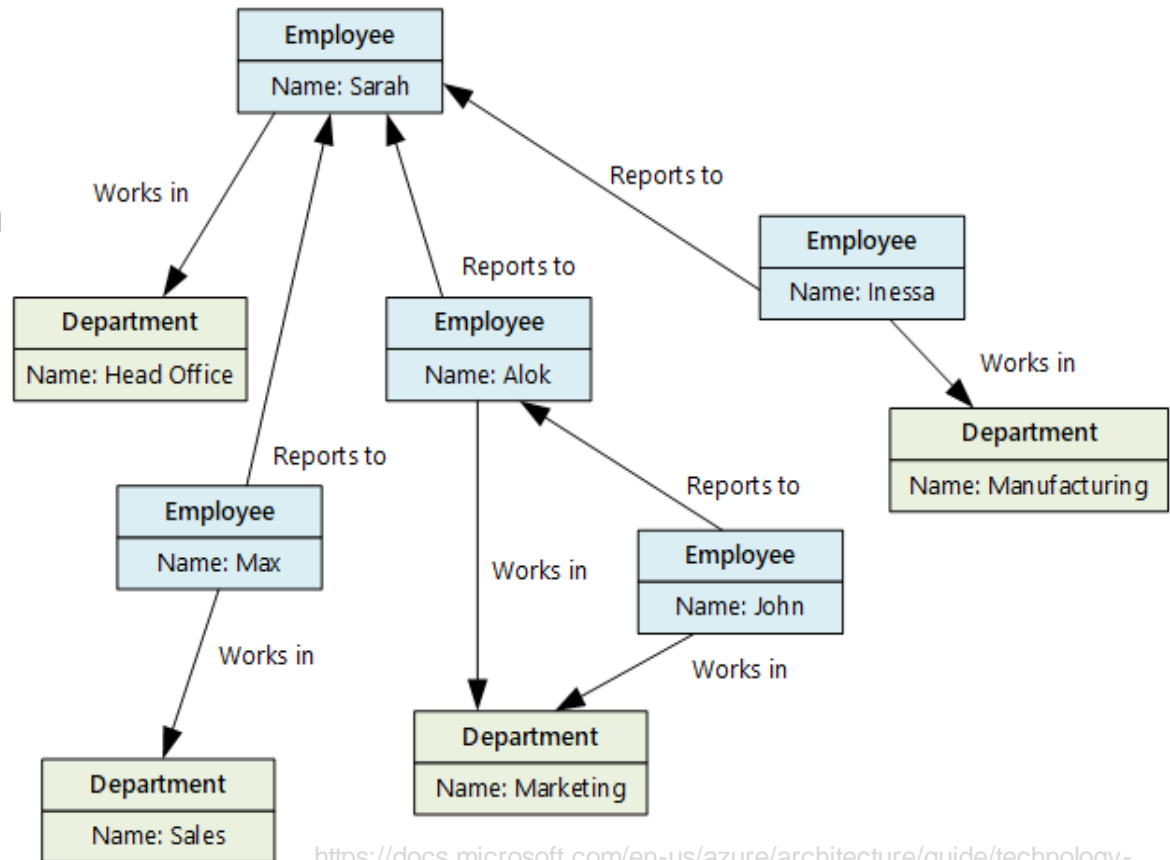 Employee
Name: Sarah
Works in
Reports to
Employee
Name: Inessa
Reports to
Department
Name: Head Office
Employee
Name: Alok
Works in
Department
Name: Manufacturing
Reports to
Employee
Name: Max
Reports to
Employee
Name: John
Works in
Works in
Works in
Department
Name: Marketing
Department
Name: Sales
https://docs.microsoft.com/en-us/azure/architecture/guide/technology-